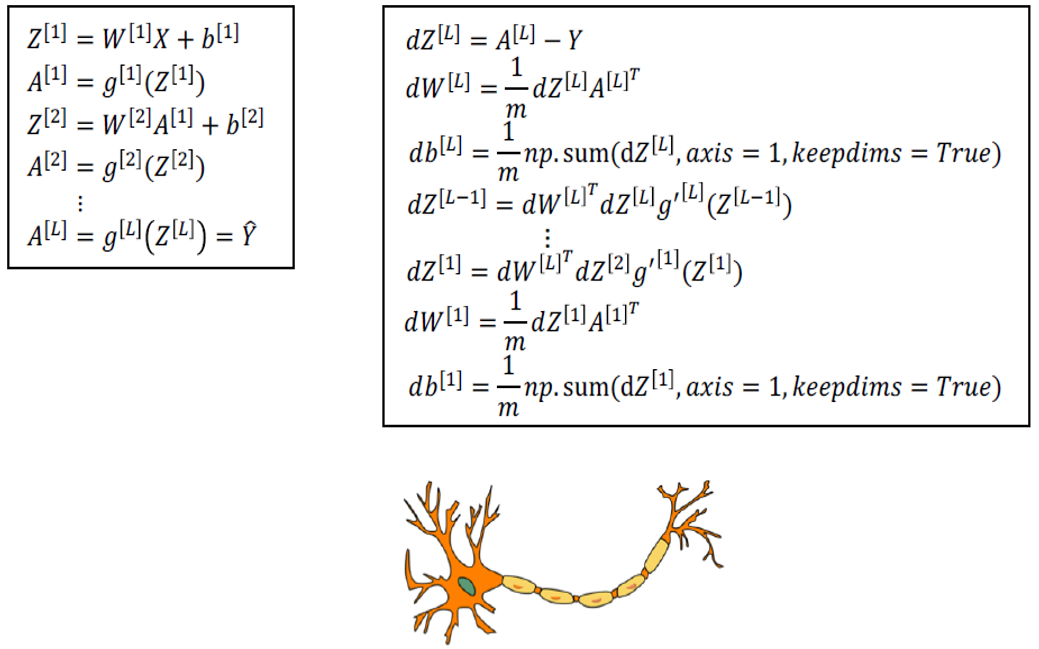 Z^[1] = W^[1]X + b^[1]
A^[1] = g^[1](Z^[1])
Z^[2] = W^[2]A^[1] + b^[2]
A^[2] = g^[2](Z^[2])
⋮
A^[L] = g^[L](Z^[L]) = Ŷ
dZ^[L] = A^[L] − Y
dW^[L] = 1/m dZ^[L]A^[L]^T
db^[L] = 1/m np.sum(dZ^[L], axis = 1, keepdims = True)
dZ^[L−1] = dW^[L]^T dZ^[L]g′^[L](Z^[L−1])
⋮
dZ^[1] = dW^[L]^T dZ^[2]g′^[1](Z^[1])
dW^[1] = 1/m dZ^[1]A^[1]^T
db^[1] = 1/m np.sum(dZ^[1], axis = 1, keepdims = True)